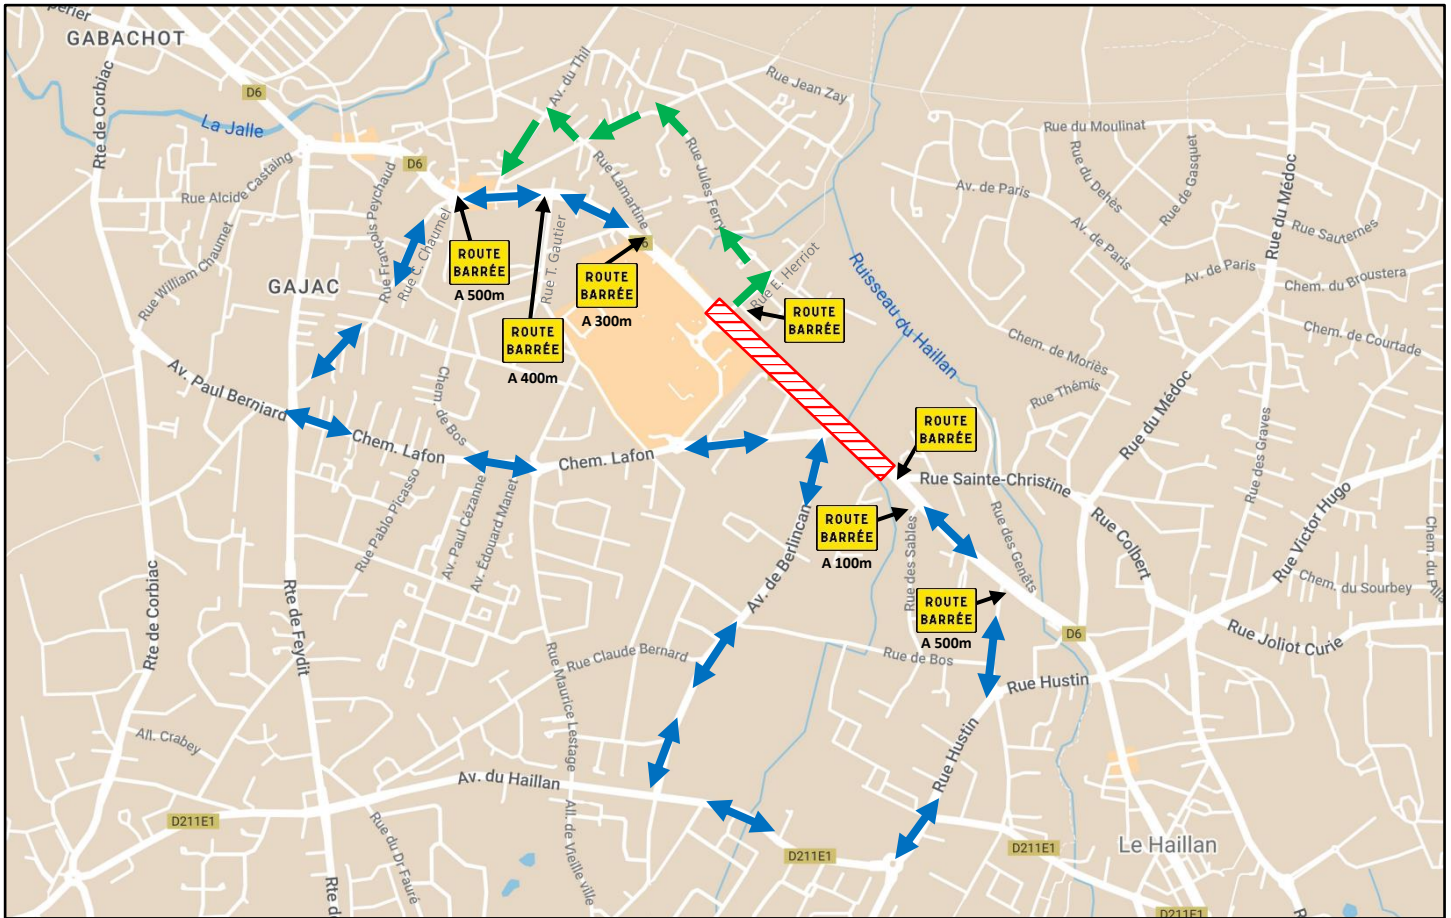 GABACHOT
D6
Rte de Corbiac
La Jalle
Av. du Thil
Rue Jean Zay
Rue du Moulinat
Rue du Dehès
Rue de Gasquet
Rue du Médoc
Rue Alcide Castaing
D6
Rue François Peychaud
Rue C. Chaumel
Rue Lamartine
Rue Jules Ferry
Av. de Paris
Av. de Paris
Av. de Paris
Rue Sauternes
Chem. du Broustera
Chem. de Courtade
Rue William Chaumet
GAJAC
ROUTE
BARRÉE
A 500m
Rue T. Gautier
ROUTE
BARRÉE
A 400m
ROUTE
BARRÉE
A 300m
Rue E. Herriot
ROUTE
BARRÉE
Ruisseau du Haillan
Chem. de Moriès
Rue Thémis
Rue du Médoc
Rue des Graves
Av. Paul Berniard
Chem. de Bos
Chem. Lafon
Chem. Lafon
ROUTE
BARRÉE
Rue Sainte-Christine
Rue Colbert
Rue Victor Hugo
Rue Pablo Picasso
Av. Paul Cézanne
Av. Édouard Manet
Av. de Berlincan
ROUTE
BARRÉE
A 100m
Rue des Sables
Rue des Genêts
Chem. du Sourbey
Rte de Corbiac
Rte de Feydit
ROUTE
BARRÉE
A 500m
D6
Rue Joliot Curie
Rue Claude Bernard
Rue Maurice Lestage
Rue de Bos
Rue Hustin
Rue Hustin
All. Crabey
Av. du Haillan
D211E1
Rue du Dr Fauré
All. de Vieille ville
D211E1
D211E1
Le Haillan
D211E1